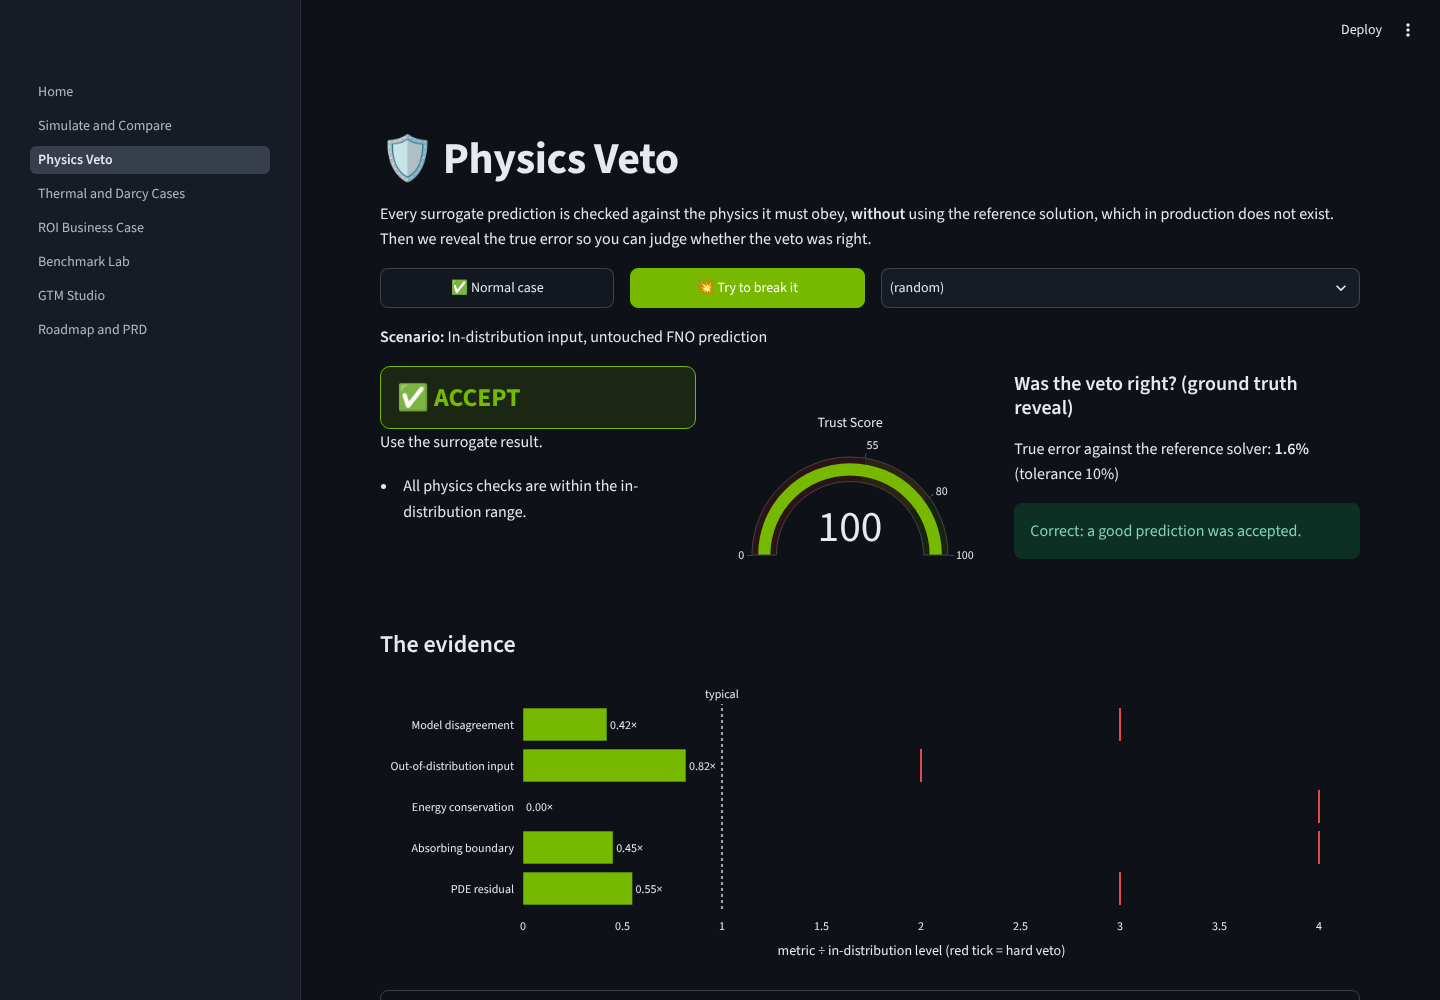 Deploy
Home
Simulate and Compare
Physics Veto
Thermal and Darcy Cases
ROI Business Case
Benchmark Lab
GTM Studio
Roadmap and PRD
Physics Veto
Every surrogate prediction is checked against the physics it must obey, without using the reference solution, which in production does not exist.
Then we reveal the true error so you can judge whether the veto was right.
Normal case
Try to break it
(random)
Scenario: In-distribution input, untouched FNO prediction
ACCEPT
Use the surrogate result.
All physics checks are within the in-
distribution range.
Trust Score
55
80
100
0
100
Was the veto right? (ground truth
reveal)
True error against the reference solver: 1.6%
(tolerance 10%)
Correct: a good prediction was accepted.
The evidence
typical
Model disagreement 0.42×
Out-of-distribution input 0.82×
Energy conservation 0.00×
Absorbing boundary 0.45×
PDE residual 0.55×
0 0.5 1 1.5 2 2.5 3 3.5 4
metric ÷ in-distribution level (red tick = hard veto)